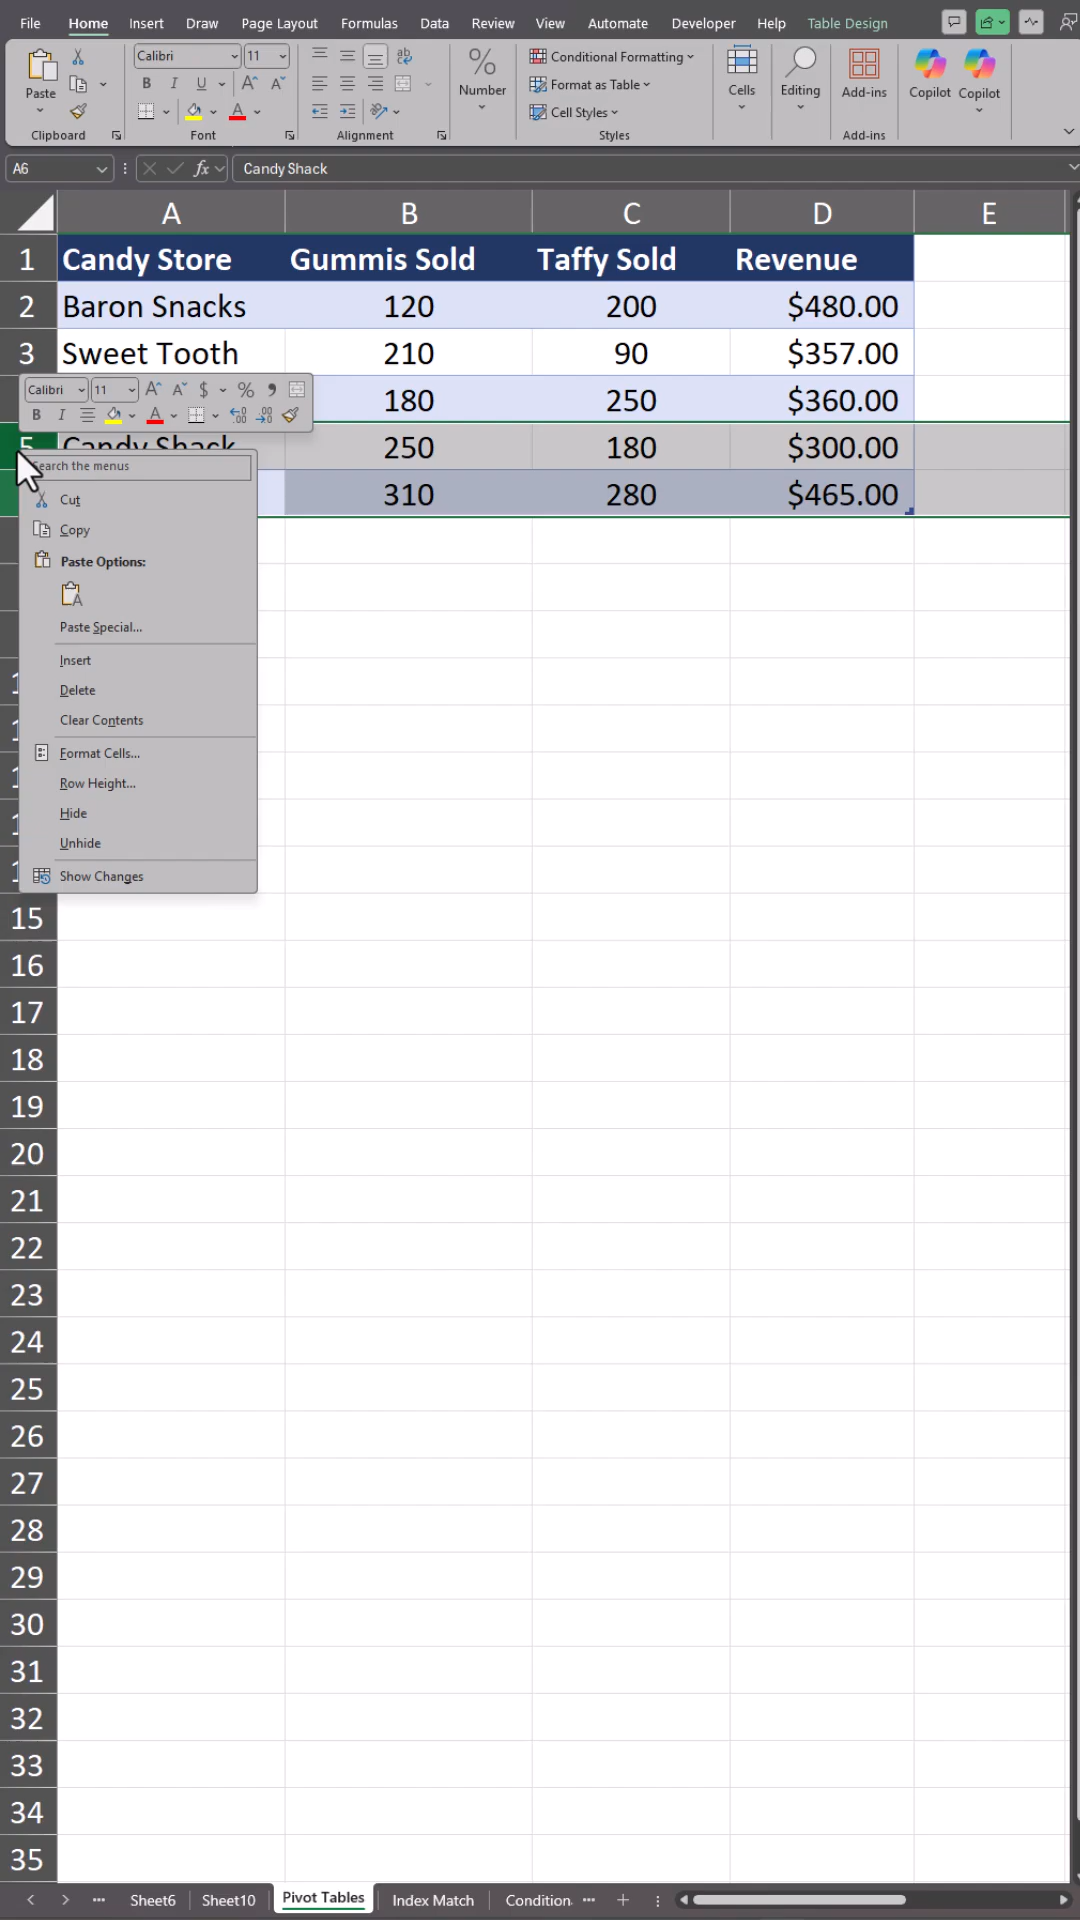 File Home Insert Draw Page Layout Formulas Data Review View Automate Developer Help Table Design
Paste
Calibri 11
B I U
Number
Conditional Formatting
Format as Table
Cell Styles
Cells
Editing
Add-ins
Copilot
Copilot
Clipboard Font Alignment Styles Add-ins
A6 fx Candy Shack
A B C D E
1 Candy Store Gummis Sold Taffy Sold Revenue
2 Baron Snacks 120 200 $480.00
3 Sweet Tooth 210 90 $357.00
Calibri 11 $ %
B I A
180 250 $360.00
5 Candy Shack 250 180 $300.00
310 280 $465.00
Search the menus
Cut
Copy
Paste Options:
Paste Special...
Insert
Delete
Clear Contents
Format Cells...
Row Height...
Hide
Unhide
Show Changes
15
16
17
18
19
20
21
22
23
24
25
26
27
28
29
30
31
32
33
34
35
Sheet6 Sheet10 Pivot Tables Index Match Condition